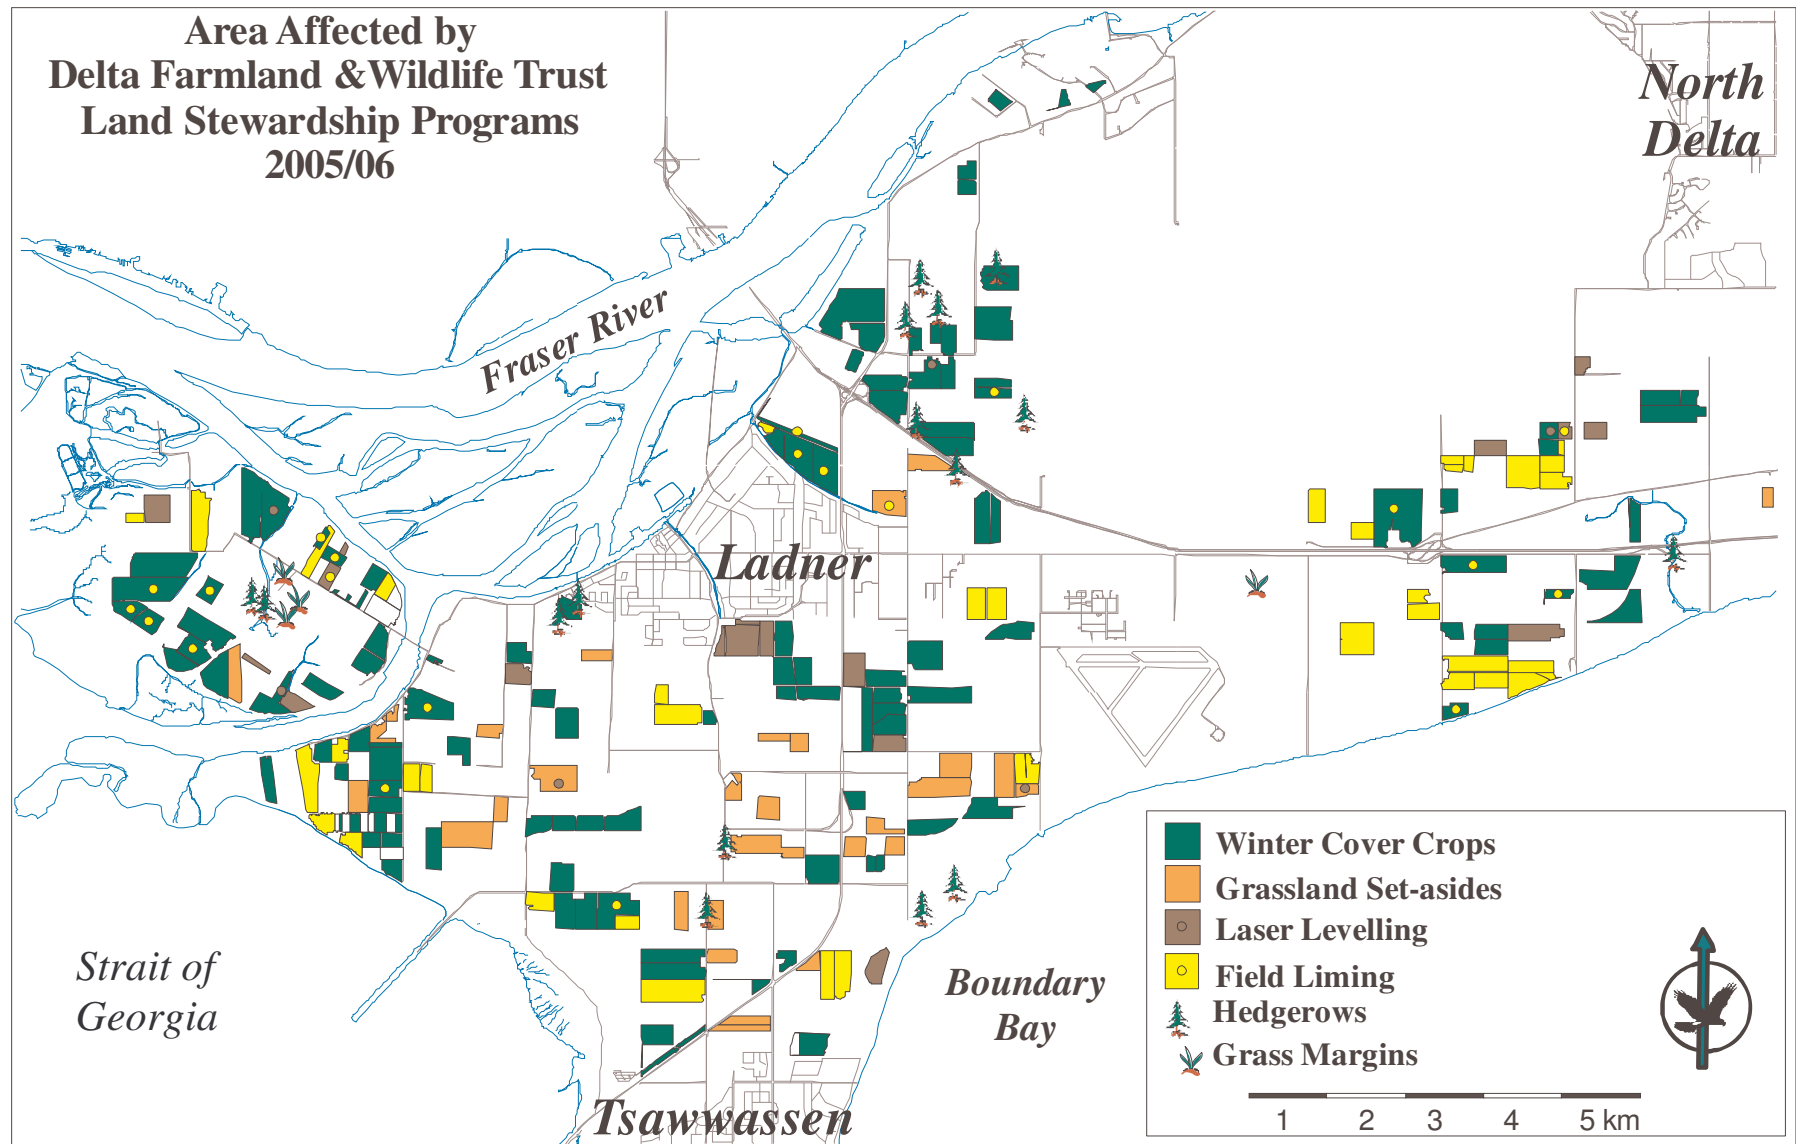 Area Affected by
Delta Farmland &Wildlife Trust
Land Stewardship Programs
2005/06
North
Delta
Fraser River
Ladner
Strait of
Georgia
Boundary
Bay
Tsawwassen
Winter Cover Crops
Grassland Set-asides
Laser Levelling
Field Liming
Hedgerows
Grass Margins
1 2 3 4 5 km